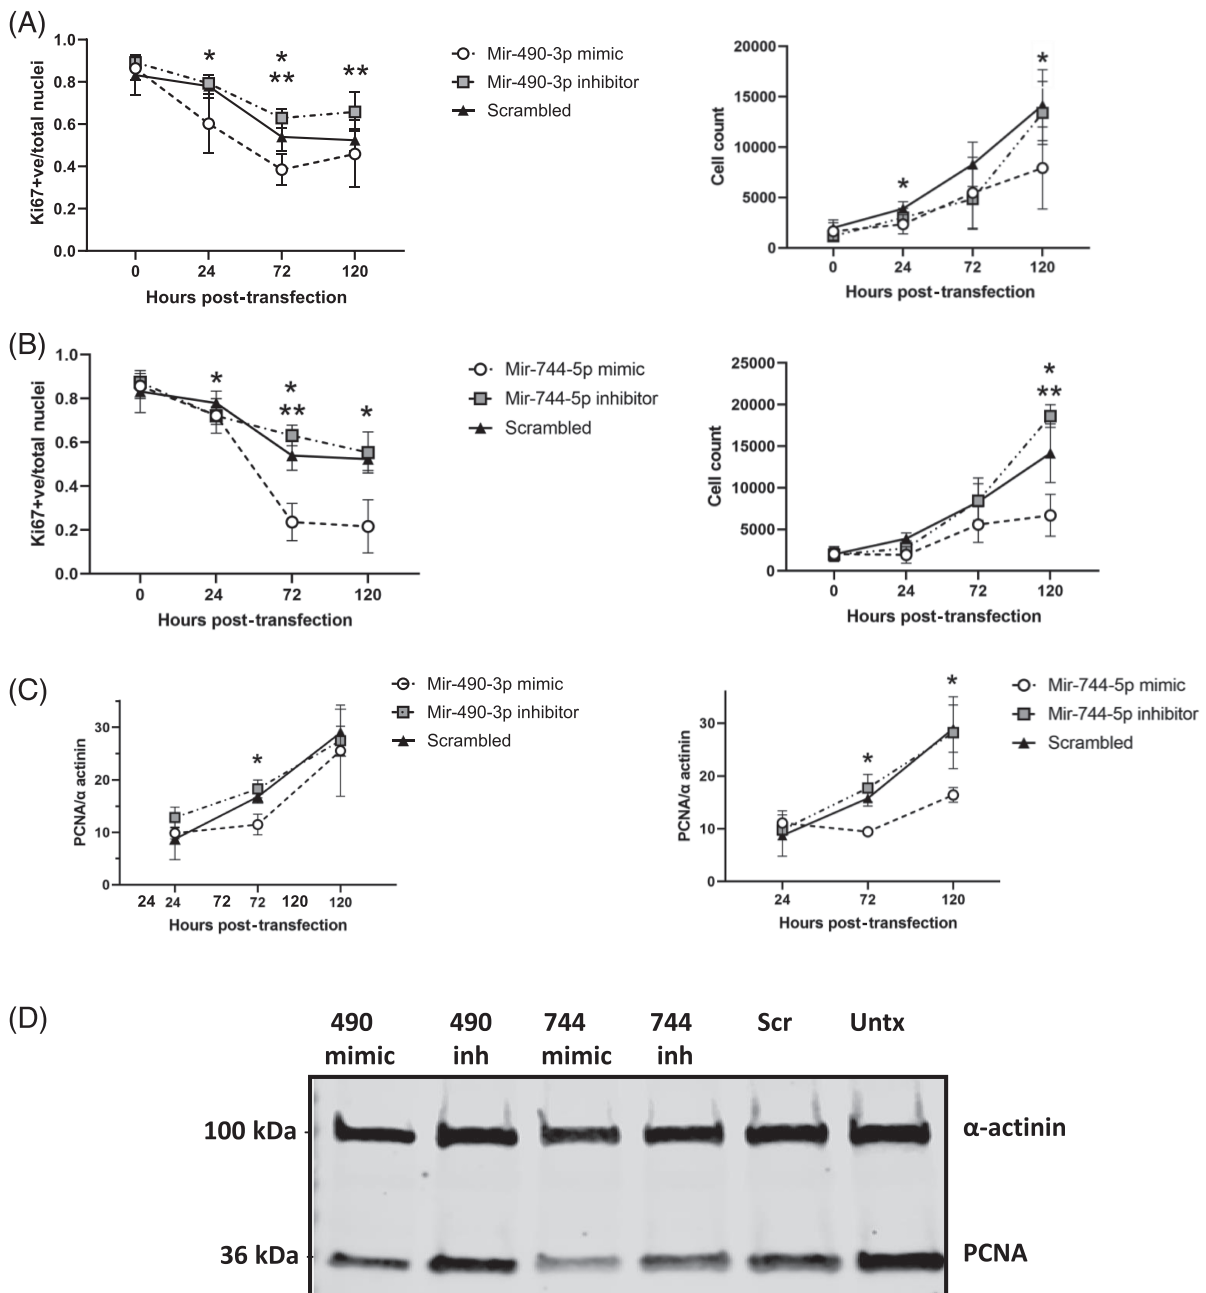 (A)
1.0
0.8
0.6
0.4
0.2
0.0
Ki67+ve/total nuclei
*
*
**
**
0
24
72
120
Hours post-transfection
Mir-490-3p mimic
Mir-490-3p inhibitor
Scrambled
20000
15000
10000
5000
0
Cell count
*
*
0
24
72
120
Hours post-transfection
(B)
1.0
0.8
0.6
0.4
0.2
0.0
Ki67+ve/total nuclei
*
*
**
*
0
24
72
120
Hours post-transfection
Mir-744-5p mimic
Mir-744-5p inhibitor
Scrambled
25000
20000
15000
10000
5000
0
Cell count
*
**
0
24
72
120
Hours post-transfection
(C)
30
20
10
0
PCNA/α actinin
*
24 24 72 72 120 120
Hours post-transfection
Mir-490-3p mimic
Mir-490-3p inhibitor
Scrambled
30
20
10
0
PCNA/α actinin
*
*
24
72
120
Hours post-transfection
Mir-744-5p mimic
Mir-744-5p inhibitor
Scrambled
(D)
490 mimic
490 inh
744 mimic
744 inh
Scr
Untx
100 kDa
α-actinin
36 kDa
PCNA